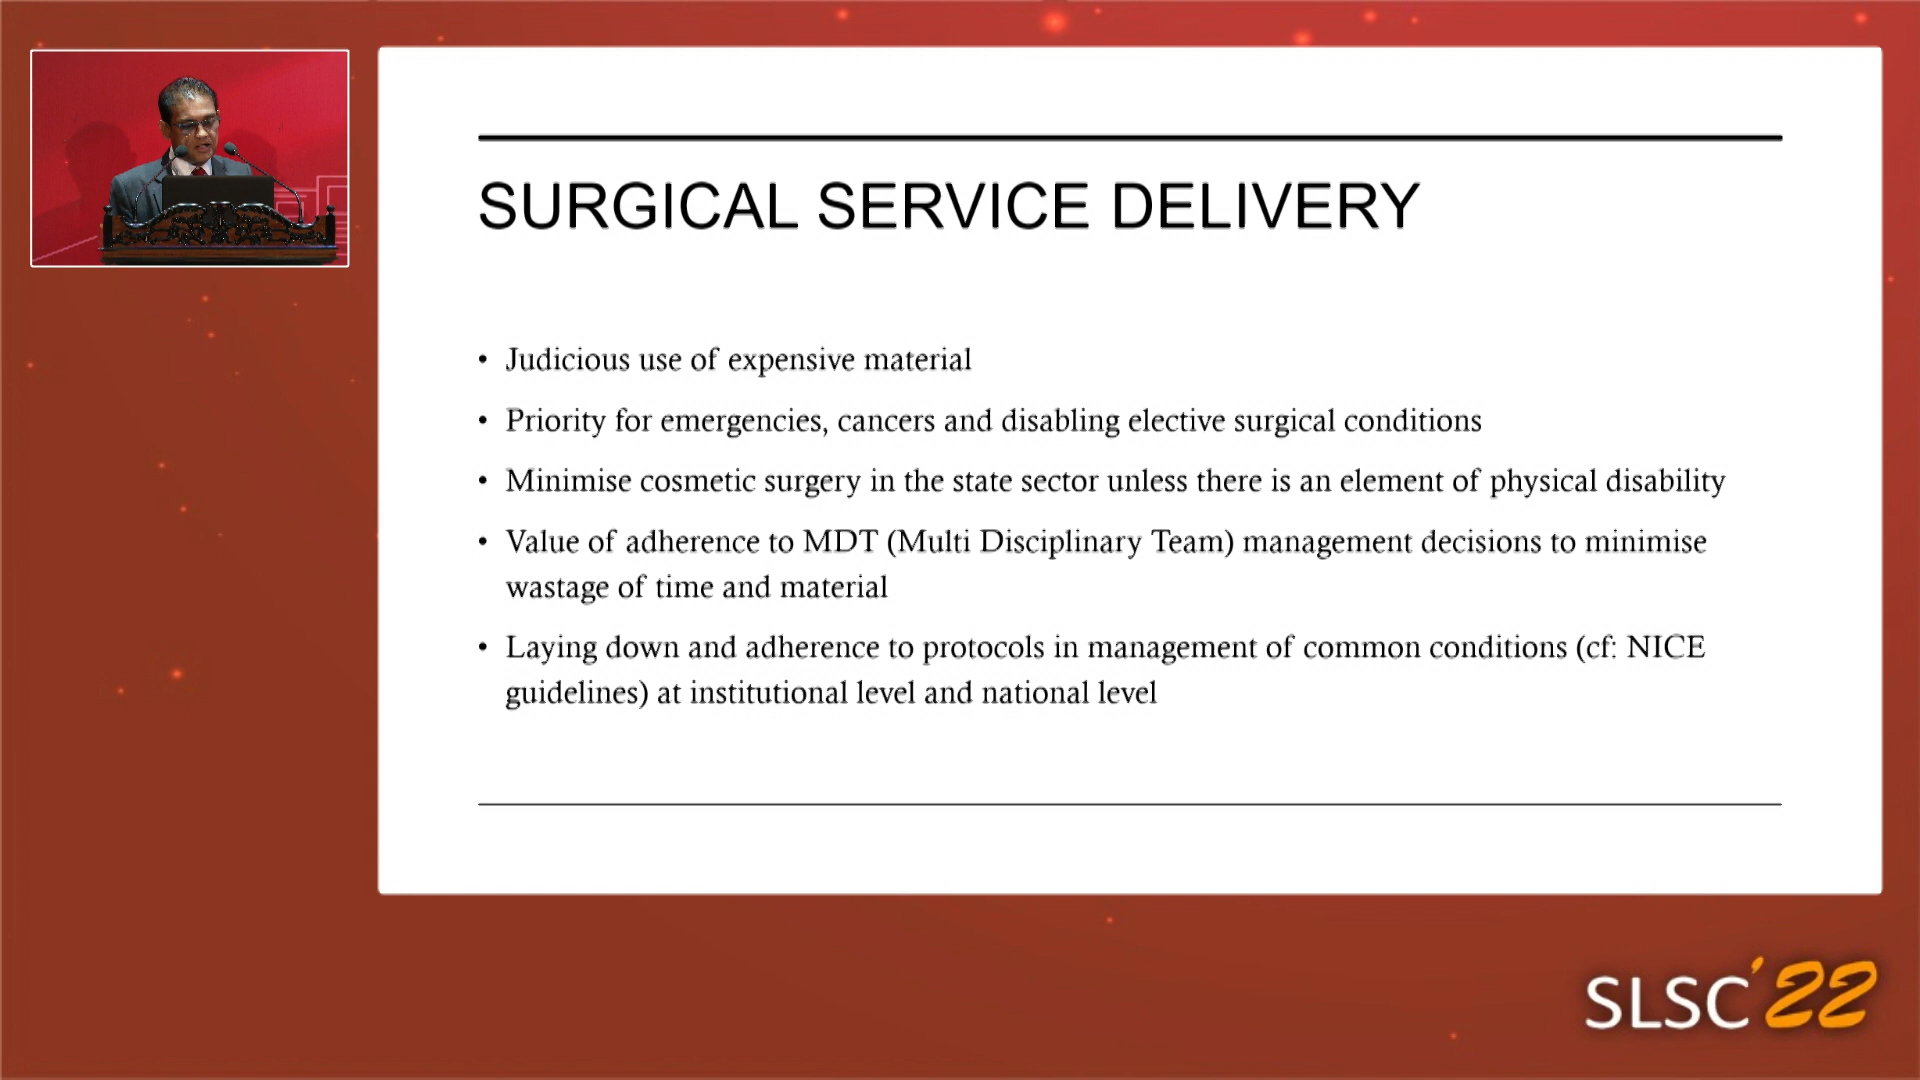 SURGICAL SERVICE DELIVERY
• Judicious use of expensive material
• Priority for emergencies, cancers and disabling elective surgical conditions
• Minimise cosmetic surgery in the state sector unless there is an element of physical disability
• Value of adherence to MDT (Multi Disciplinary Team) management decisions to minimise
wastage of time and material
• Laying down and adherence to protocols in management of common conditions (cf: NICE
guidelines) at institutional level and national level
SLSC'22